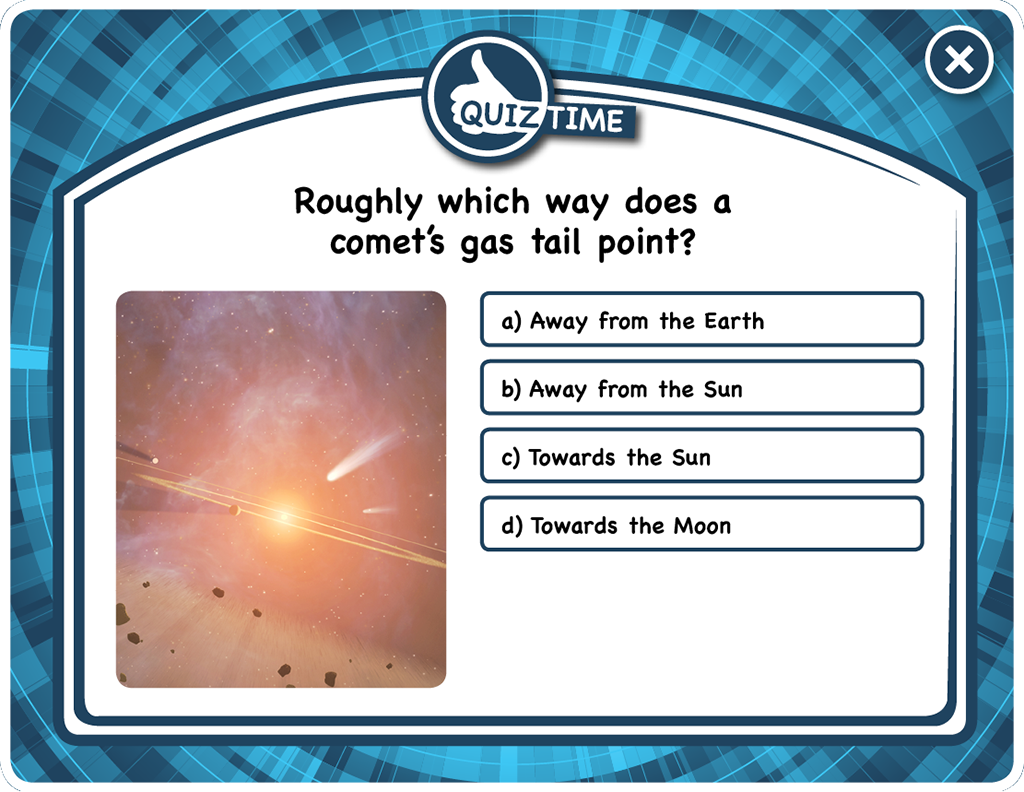 QUIZ TIME
Roughly which way does a
comet's gas tail point?
a) Away from the Earth
b) Away from the Sun
c) Towards the Sun
d) Towards the Moon